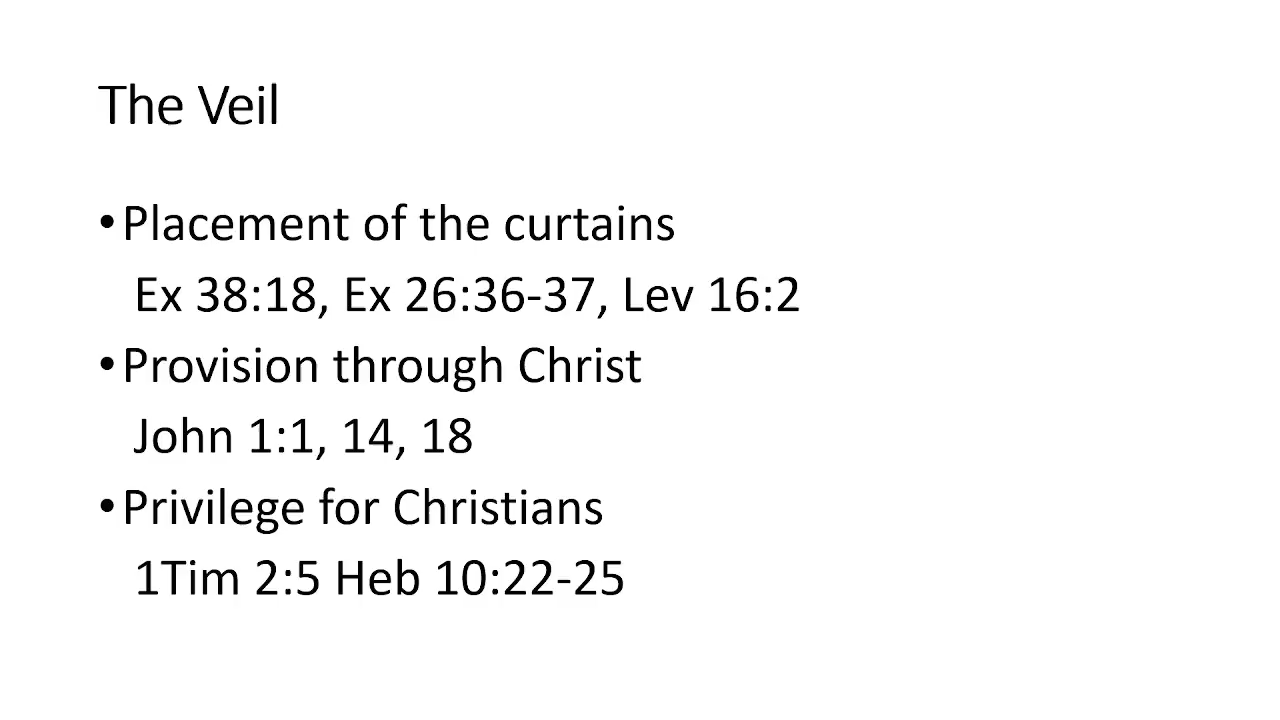 The Veil
•Placement of the curtains
Ex 38:18, Ex 26:36-37, Lev 16:2
•Provision through Christ
John 1:1, 14, 18
•Privilege for Christians
1Tim 2:5 Heb 10:22-25